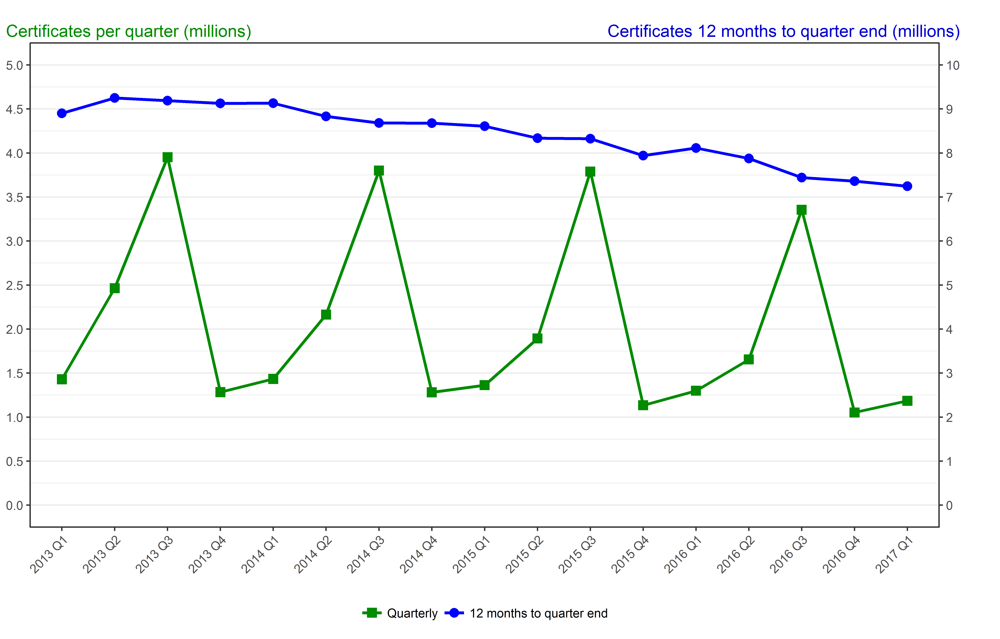 Certificates per quarter (millions)
Certificates 12 months to quarter end (millions)
5.0
4.5
4.0
3.5
3.0
2.5
2.0
1.5
1.0
0.5
0.0
10
9
8
7
6
5
4
3
2
1
0
2013 Q1
2013 Q2
2013 Q3
2013 Q4
2014 Q1
2014 Q2
2014 Q3
2014 Q4
2015 Q1
2015 Q2
2015 Q3
2015 Q4
2016 Q1
2016 Q2
2016 Q3
2016 Q4
2017 Q1
Quarterly
12 months to quarter end